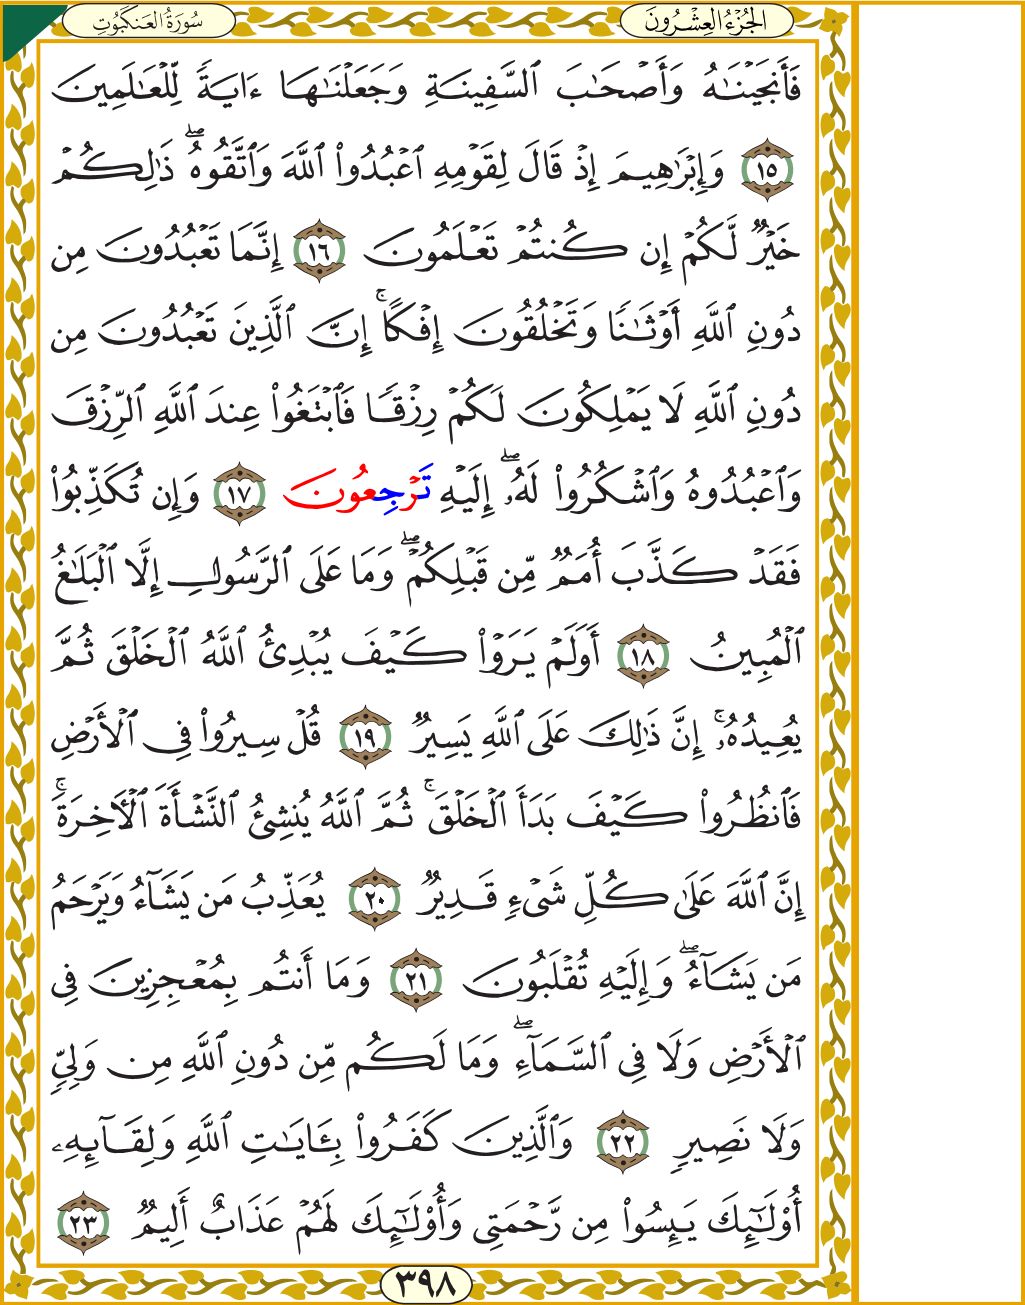 الجُزْءُ العِشْرُونَ
سُورَةُ العَنكَبُوتِ
فَأَنجَيْنَٰهُ وَأَصْحَٰبَ ٱلسَّفِينَةِ وَجَعَلْنَٰهَا ءَايَةً لِّلْعَٰلَمِينَ
١٥ وَإِبْرَٰهِيمَ إِذْ قَالَ لِقَوْمِهِ ٱعْبُدُوا۟ ٱللَّهَ وَٱتَّقُوهُ ۖ ذَٰلِكُمْ
خَيْرٌ لَّكُمْ إِن كُنتُمْ تَعْلَمُونَ ١٦ إِنَّمَا تَعْبُدُونَ مِن
دُونِ ٱللَّهِ أَوْثَٰنًا وَتَخْلُقُونَ إِفْكًا ۚ إِنَّ ٱلَّذِينَ تَعْبُدُونَ مِن
دُونِ ٱللَّهِ لَا يَمْلِكُونَ لَكُمْ رِزْقًا فَٱبْتَغُوا۟ عِندَ ٱللَّهِ ٱلرِّزْقَ
وَٱعْبُدُوهُ وَٱشْكُرُوا۟ لَهُۥٓ ۖ إِلَيْهِ تَرْجِعُونَ ١٧ وَإِن تُكَذِّبُوا۟
فَقَدْ كَذَّبَ أُمَمٌ مِّن قَبْلِكُمْ ۖ وَمَا عَلَى ٱلرَّسُولِ إِلَّا ٱلْبَلَٰغُ
ٱلْمُبِينُ ١٨ أَوَلَمْ يَرَوْا۟ كَيْفَ يُبْدِئُ ٱللَّهُ ٱلْخَلْقَ ثُمَّ
يُعِيدُهُۥٓ ۚ إِنَّ ذَٰلِكَ عَلَى ٱللَّهِ يَسِيرٌ ١٩ قُلْ سِيرُوا۟ فِى ٱلْأَرْضِ
فَٱنظُرُوا۟ كَيْفَ بَدَأَ ٱلْخَلْقَ ۚ ثُمَّ ٱللَّهُ يُنشِئُ ٱلنَّشْأَةَ ٱلْـَٔاخِرَةَ ۚ
إِنَّ ٱللَّهَ عَلَىٰ كُلِّ شَىْءٍ قَدِيرٌ ٢٠ يُعَذِّبُ مَن يَشَآءُ وَيَرْحَمُ
مَن يَشَآءُ ۖ وَإِلَيْهِ تُقْلَبُونَ ٢١ وَمَا أَنتُم بِمُعْجِزِينَ فِى
ٱلْأَرْضِ وَلَا فِى ٱلسَّمَآءِ ۖ وَمَا لَكُم مِّن دُونِ ٱللَّهِ مِن وَلِىٍّ
وَلَا نَصِيرٍ ٢٢ وَٱلَّذِينَ كَفَرُوا۟ بِـَٔايَٰتِ ٱللَّهِ وَلِقَآئِهِۦ
أُو۟لَٰٓئِكَ يَئِسُوا۟ مِن رَّحْمَتِى وَأُو۟لَٰٓئِكَ لَهُمْ عَذَابٌ أَلِيمٌ ٢٣
٣٩٨